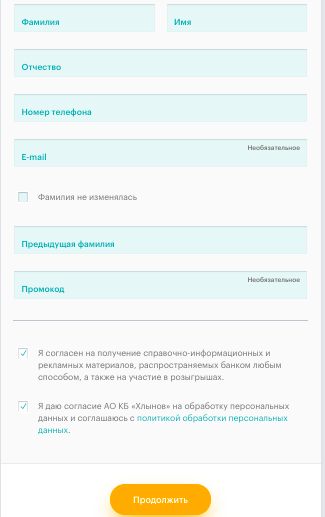 Фамилия Имя
Отчество
Номер телефона
Необязательное
E-mail
Фамилия не изменялась
Предыдущая фамилия
Необязательное
Промокод
Я согласен на получение справочно-информационных и
рекламных материалов, распространяемых банком любым
способом, а также на участие в розыгрышах.
Я даю согласие АО КБ «Хлынов» на обработку персональных
данных и соглашаюсь с политикой обработки персональных
данных.
Продолжить